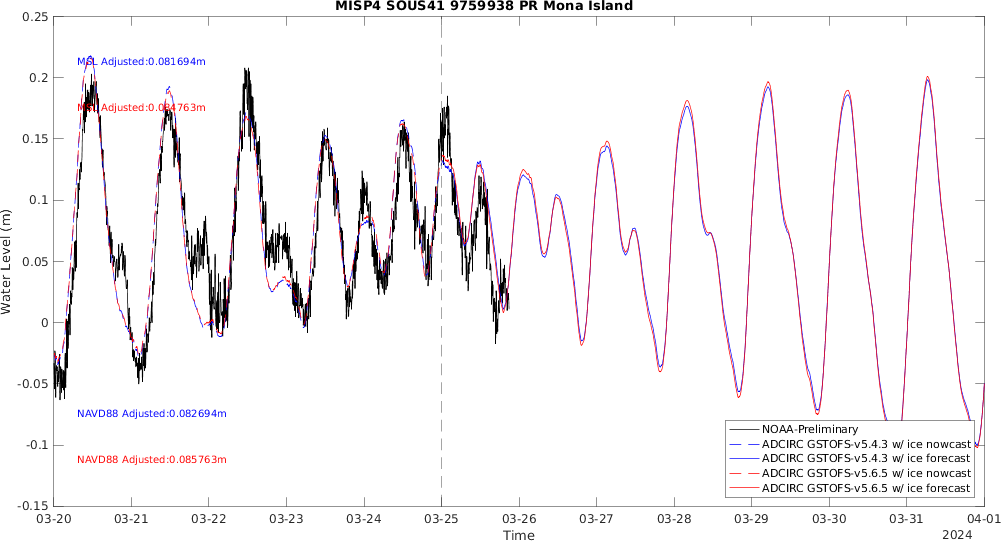 MISP4 SOUS41 9759938 PR Mona Island
0.25
0.2
0.15
0.1
0.05
0
-0.05
-0.1
-0.15
Water Level (m)
MSL Adjusted:0.081694m
MSL Adjusted:0.084763m
NAVD88 Adjusted:0.082694m
NAVD88 Adjusted:0.085763m
NOAA-Preliminary
ADCIRC GSTOFS-v5.4.3 w/ ice nowcast
ADCIRC GSTOFS-v5.4.3 w/ ice forecast
ADCIRC GSTOFS-v5.6.5 w/ ice nowcast
ADCIRC GSTOFS-v5.6.5 w/ ice forecast
03-20 03-21 03-22 03-23 03-24 03-25 03-26 03-27 03-28 03-29 03-30 03-31 04-01
Time
2024